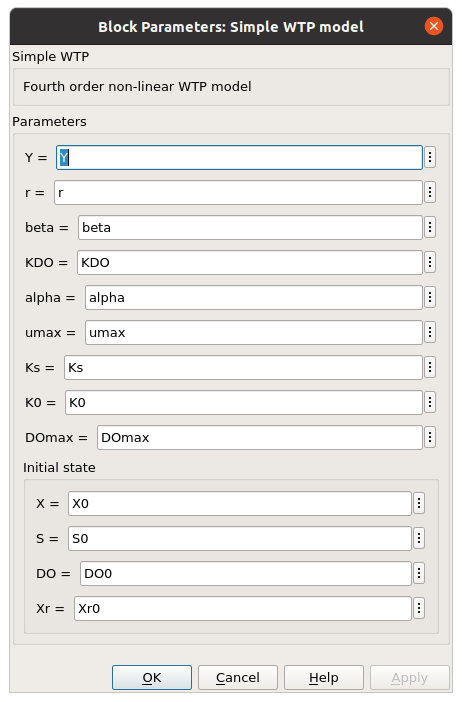 Block Parameters: Simple WTP model
Simple WTP
Fourth order non-linear WTP model
Parameters
Y = Y
r = r
beta = beta
KDO = KDO
alpha = alpha
umax = umax
Ks = Ks
K0 = K0
DOmax = DOmax
Initial state
X = X0
S = S0
DO = DO0
Xr = Xr0
OK Cancel Help Apply